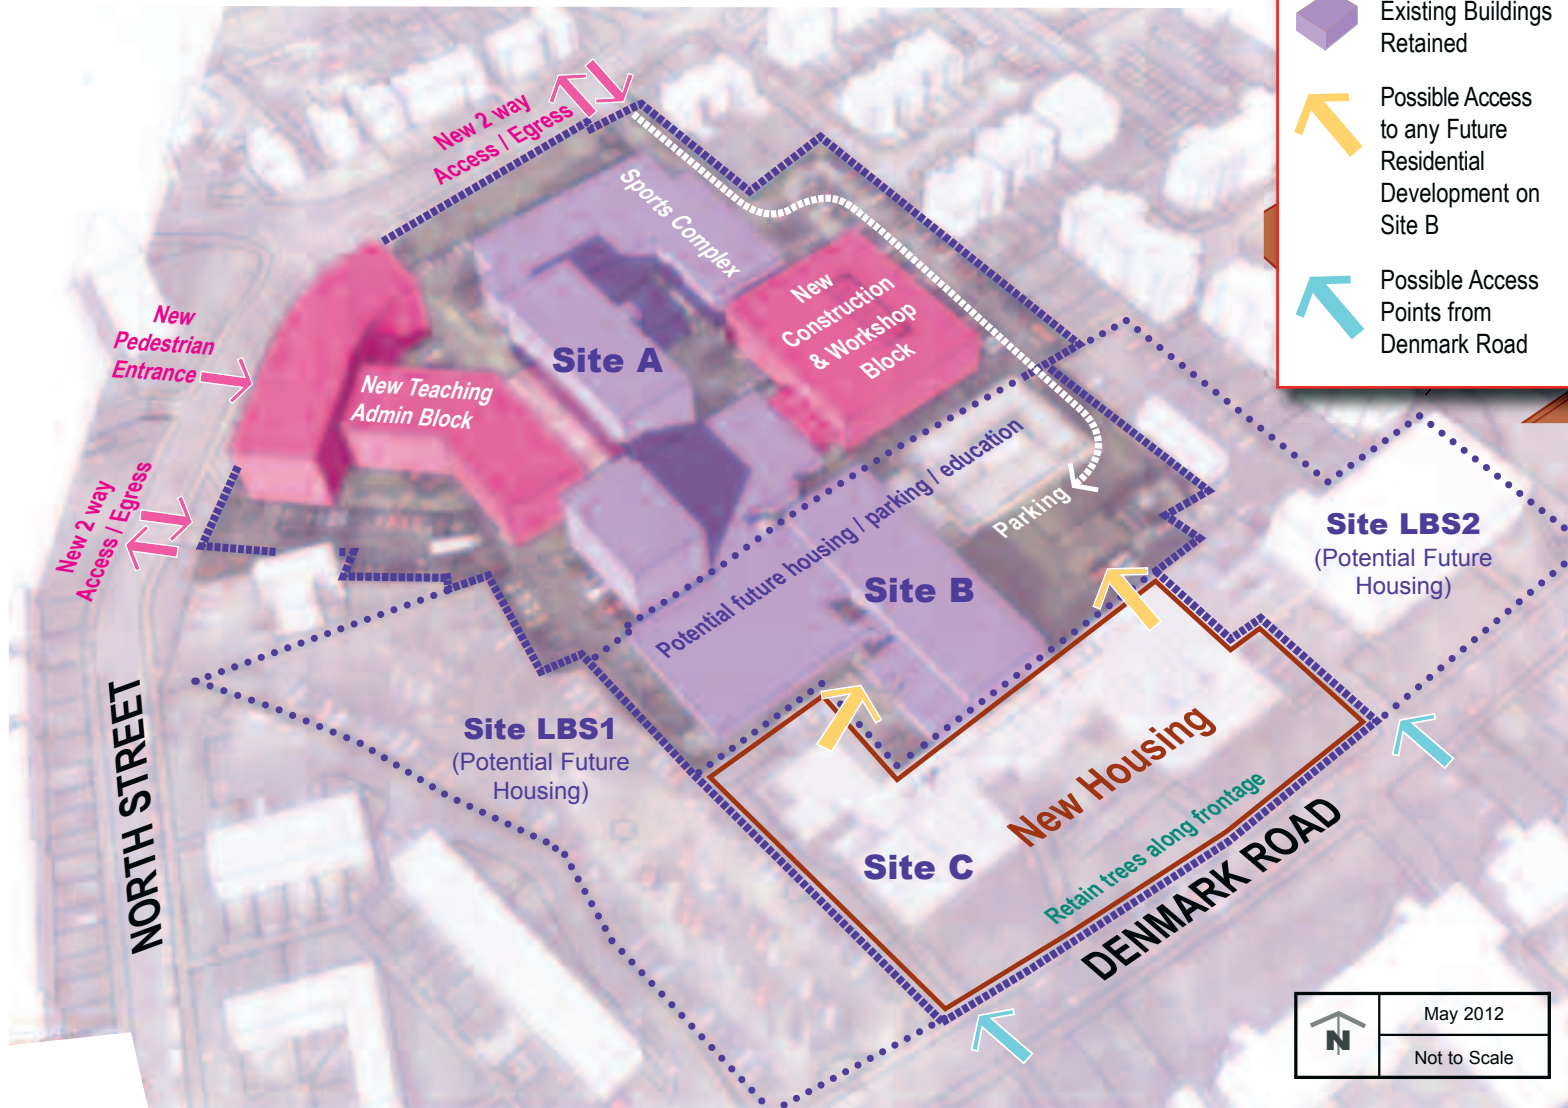 Existing Buildings
Retained
Possible Access
to any Future
Residential
Development on
Site B
Possible Access
Points from
Denmark Road
New 2 way
Access / Egress
Sports Complex
New
Construction
& Workshop
Block
Site A
New
Pedestrian
Entrance
New Teaching
Admin Block
New 2 way
Access / Egress
Potential future housing / parking / education
Parking
Site B
Site LBS2
(Potential Future
Housing)
Site LBS1
(Potential Future
Housing)
New Housing
Site C
Retain trees along frontage
NORTH STREET
DENMARK ROAD
N
May 2012
Not to Scale